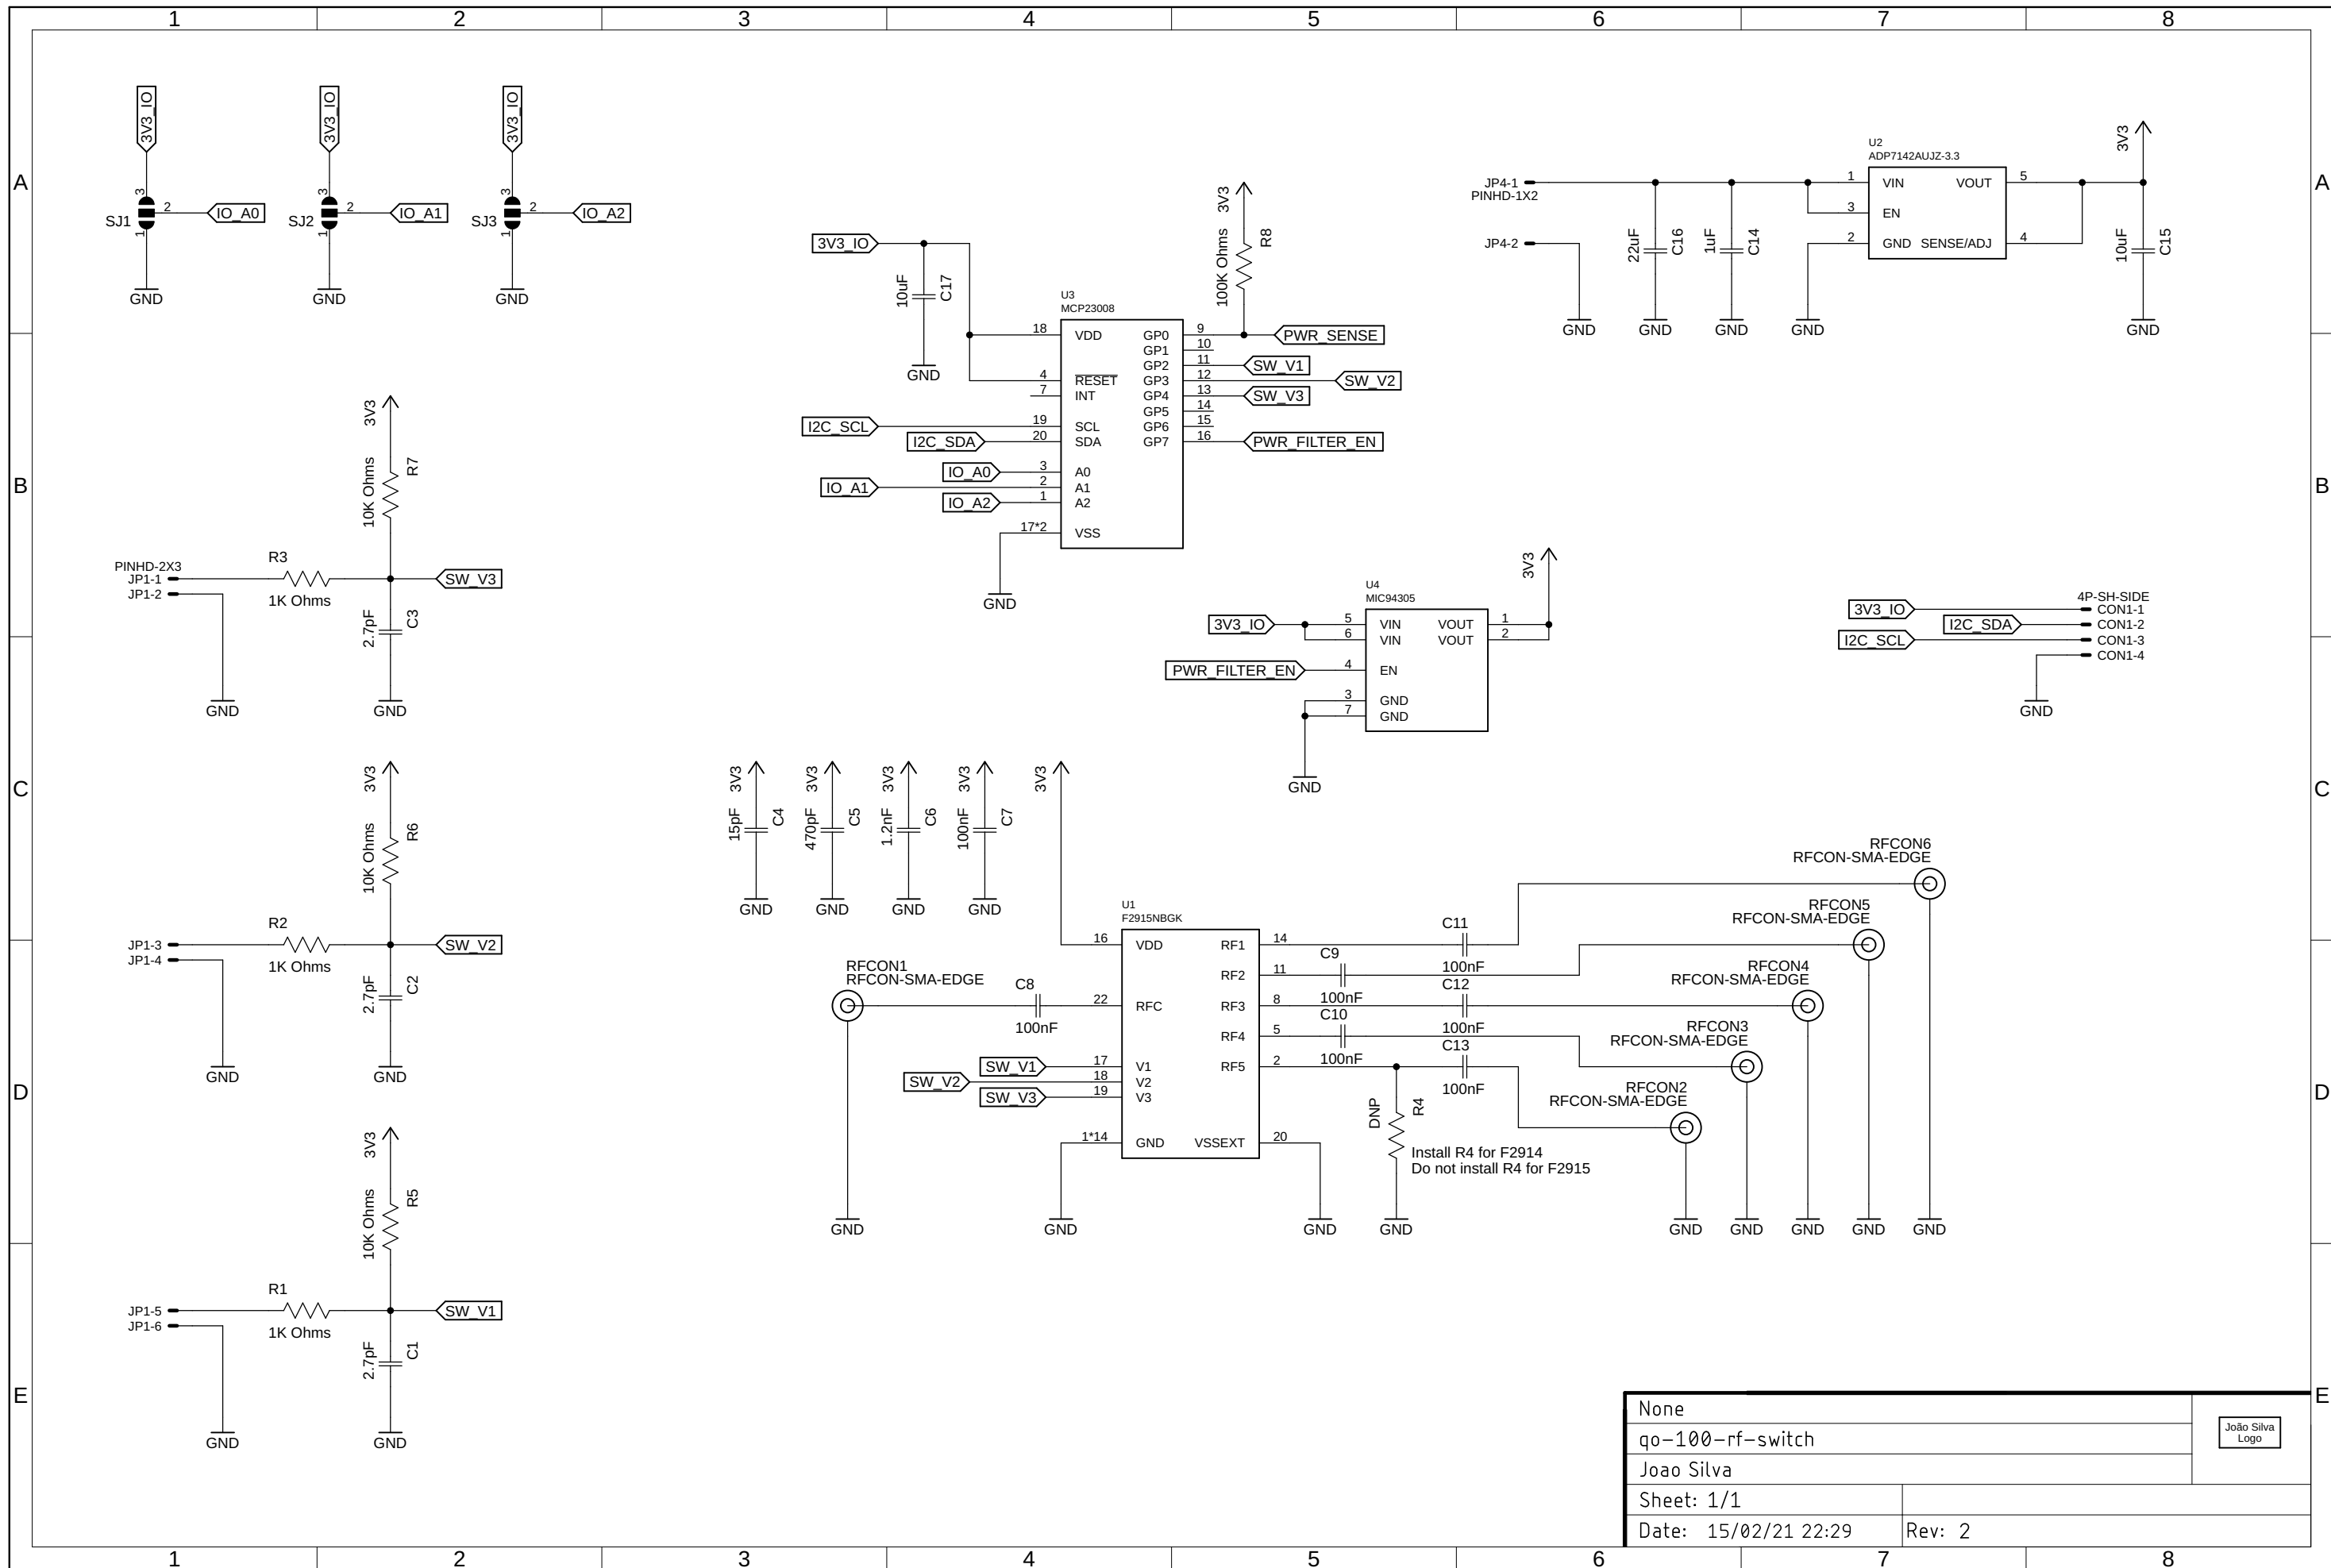 1 2 3 4 5 6 7 8
A
B
C
D
E
A
B
C
D
E
3V3_IO
3
SJ1
2
IO_A0
1
GND
3V3_IO
3
SJ2
2
IO_A1
1
GND
3V3_IO
3
SJ3
2
IO_A2
1
GND
3V3_IO
10uF
C17
GND
3V3
100K Ohms
R8
U3
MCP23008
18 VDD
4 RESET
7 INT
I2C_SCL 19 SCL
I2C_SDA 20 SDA
IO_A0 3 A0
IO_A1 2 A1
IO_A2 1 A2
17*2 VSS
GND
GP0 9 PWR_SENSE
GP1 10
GP2 11 SW_V1
GP3 12 SW_V2
GP4 13 SW_V3
GP5 14
GP6 15
GP7 16 PWR_FILTER_EN
JP4-1
PINHD-1X2
JP4-2
GND
22uF
C16
GND
1uF
C14
GND
U2
ADP7142AUJZ-3.3
1 VIN VOUT 5
3 EN
2 GND SENSE/ADJ 4
GND
3V3
10uF
C15
GND
3V3
10K Ohms
R7
PINHD-2X3
JP1-1
JP1-2
R3
1K Ohms
SW_V3
2.7pF
C3
GND
GND
U4
MIC94305
3V3_IO 5 VIN VOUT 1
6 VIN VOUT 2
PWR_FILTER_EN 4 EN
3 GND
7 GND
GND
3V3
4P-SH-SIDE
3V3_IO CON1-1
I2C_SDA CON1-2
I2C_SCL CON1-3
CON1-4
GND
3V3
10K Ohms
R6
JP1-3
JP1-4
R2
1K Ohms
SW_V2
2.7pF
C2
GND
GND
3V3
15pF
C4
GND
3V3
470pF
C5
GND
3V3
1.2nF
C6
GND
3V3
100nF
C7
GND
3V3
U1
F2915NBGK
16 VDD
RFCON1
RFCON-SMA-EDGE
C8
100nF
22 RFC
SW_V1 17 V1
SW_V2 18 V2
SW_V3 19 V3
1*14 GND
GND
GND
RF1 14
RF2 11
RF3 8
RF4 5
RF5 2
VSSEXT 20
GND
C11
100nF
C9
100nF
C12
100nF
C10
100nF
C13
100nF
DNP
R4
Install R4 for F2914
Do not install R4 for F2915
GND
RFCON6
RFCON-SMA-EDGE
RFCON5
RFCON-SMA-EDGE
RFCON4
RFCON-SMA-EDGE
RFCON3
RFCON-SMA-EDGE
RFCON2
RFCON-SMA-EDGE
GND GND GND GND GND
3V3
10K Ohms
R5
JP1-5
JP1-6
R1
1K Ohms
SW_V1
2.7pF
C1
GND
GND
None
qo-100-rf-switch
Joao Silva
João Silva
Logo
Sheet: 1/1
Date: 15/02/21 22:29
Rev: 2
1 2 3 4 5 6 7 8